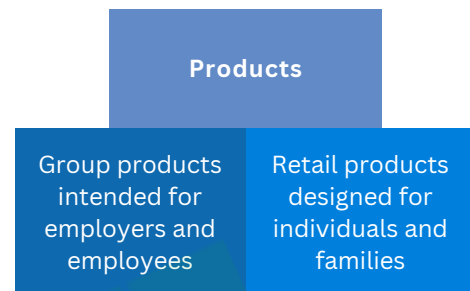 Products
Group products
intended for
employers and
employees
Retail products
designed for
individuals and
families